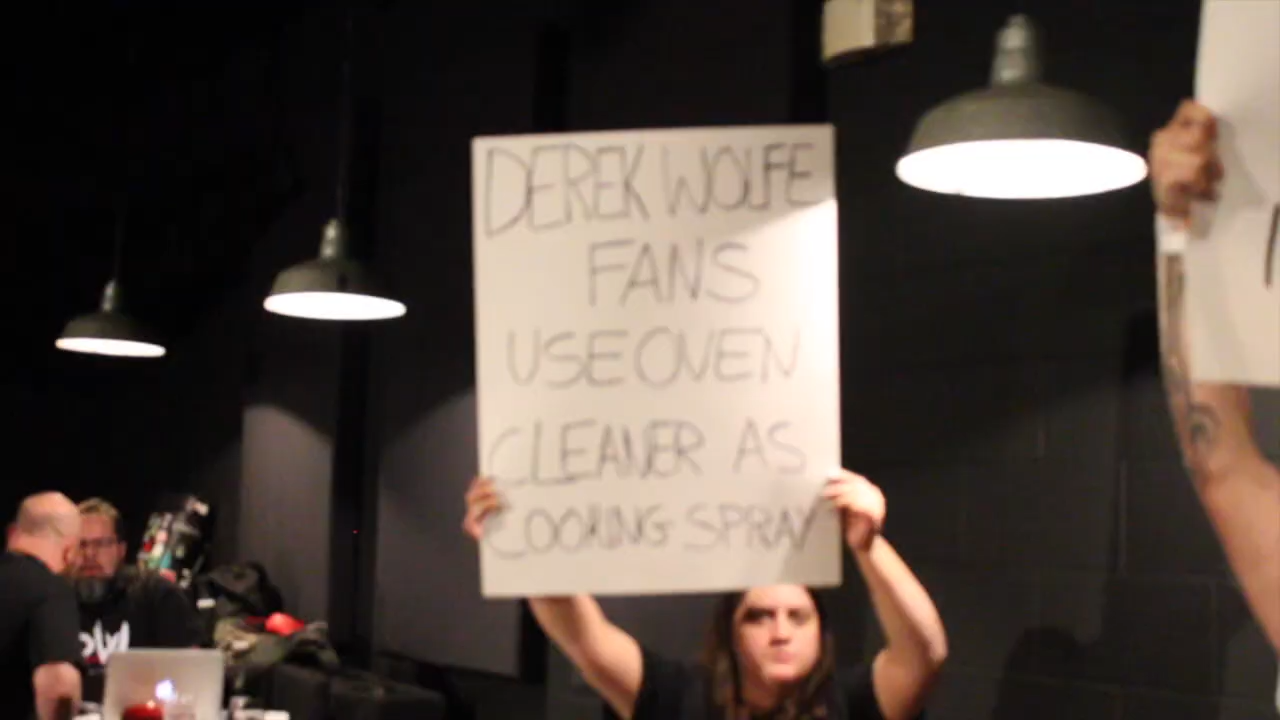 DEREK WOLFE
FANS
USE OVEN
CLEANER AS
COOKING SPRAY